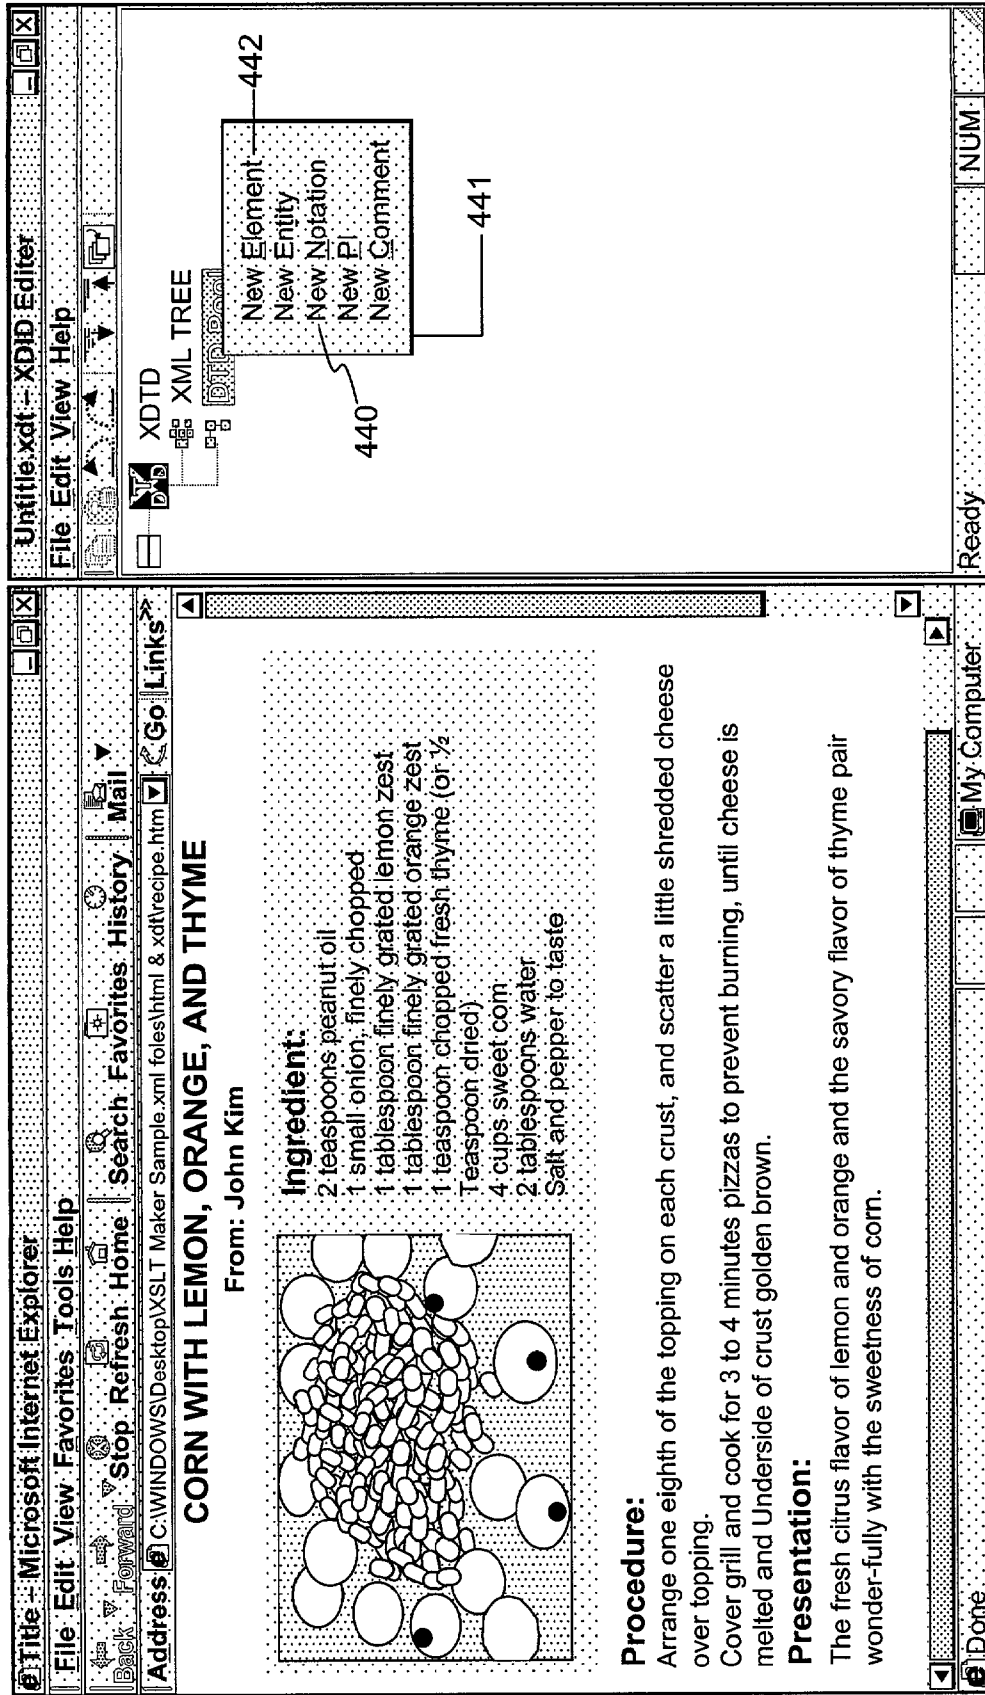 Title – Microsoft Internet Explorer
File Edit View Favorites Tools Help
Back Forward Stop Refresh Home Search Favorites History Mail
Address C:\WINDOWS\Desktop\XSLT Maker Sample.xml foles\html & xdt\recipe.htm Go Links »
CORN WITH LEMON, ORANGE, AND THYME
From: John Kim
Ingredient:
2 teaspoons peanut oil
1 small onion, finely chopped
1 tablespoon finely grated lemon zest
1 tablespoon finely grated orange zest
1 teaspoon chopped fresh thyme (or ½
Teaspoon dried)
4 cups sweet corn
2 tablespoons water
Salt and pepper to taste
Procedure:
Arrange one eighth of the topping on each crust, and scatter a little shredded cheese
over topping.
Cover grill and cook for 3 to 4 minutes pizzas to prevent burning, until cheese is
melted and Underside of crust golden brown.
Presentation:
The fresh citrus flavor of lemon and orange and the savory flavor of thyme pair
wonder-fully with the sweetness of corn.
Done
My Computer
Untitle.xdt – XDID Editer
File Edit View Help
XDTD
XML TREE
DTD Pool
New Element
New Entity
New Notation
New PI
New Comment
440
441
442
Ready
NUM